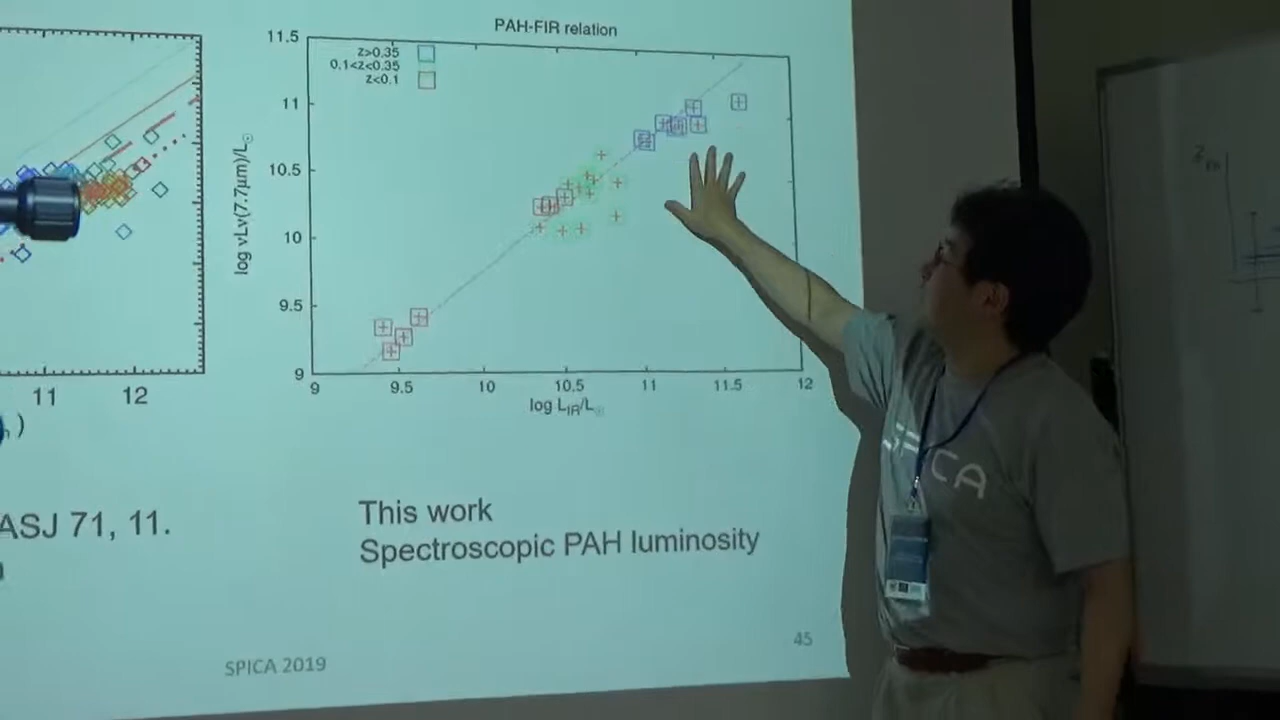 PAH-FIR relation
z>0.35
0.1<z<0.35
z<0.1
11.5
11
10.5
10
9.5
9
log νLν(7.7μm)/L☉
9
9.5
10
10.5
11
11.5
12
log L_IR/L☉
11
12
)
ASJ 71, 11.
This work
Spectroscopic PAH luminosity
SPICA 2019
45
SPICA